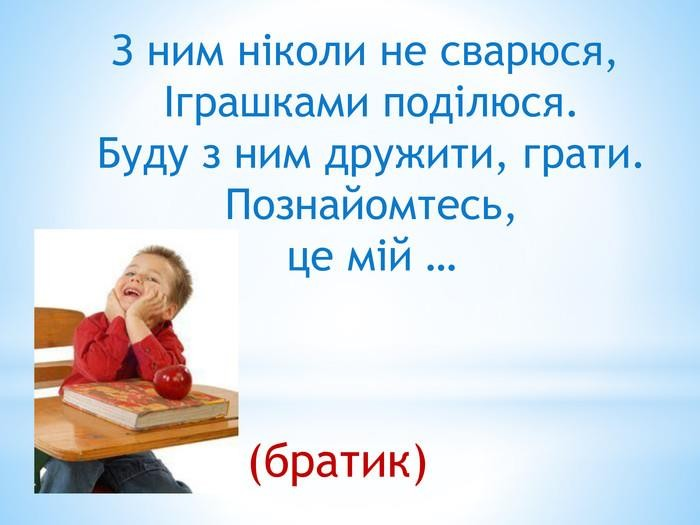 З ним ніколи не сварюся,
Іграшками поділюся.
Буду з ним дружити, грати.
Познайомтесь,
це мій …
(братик)